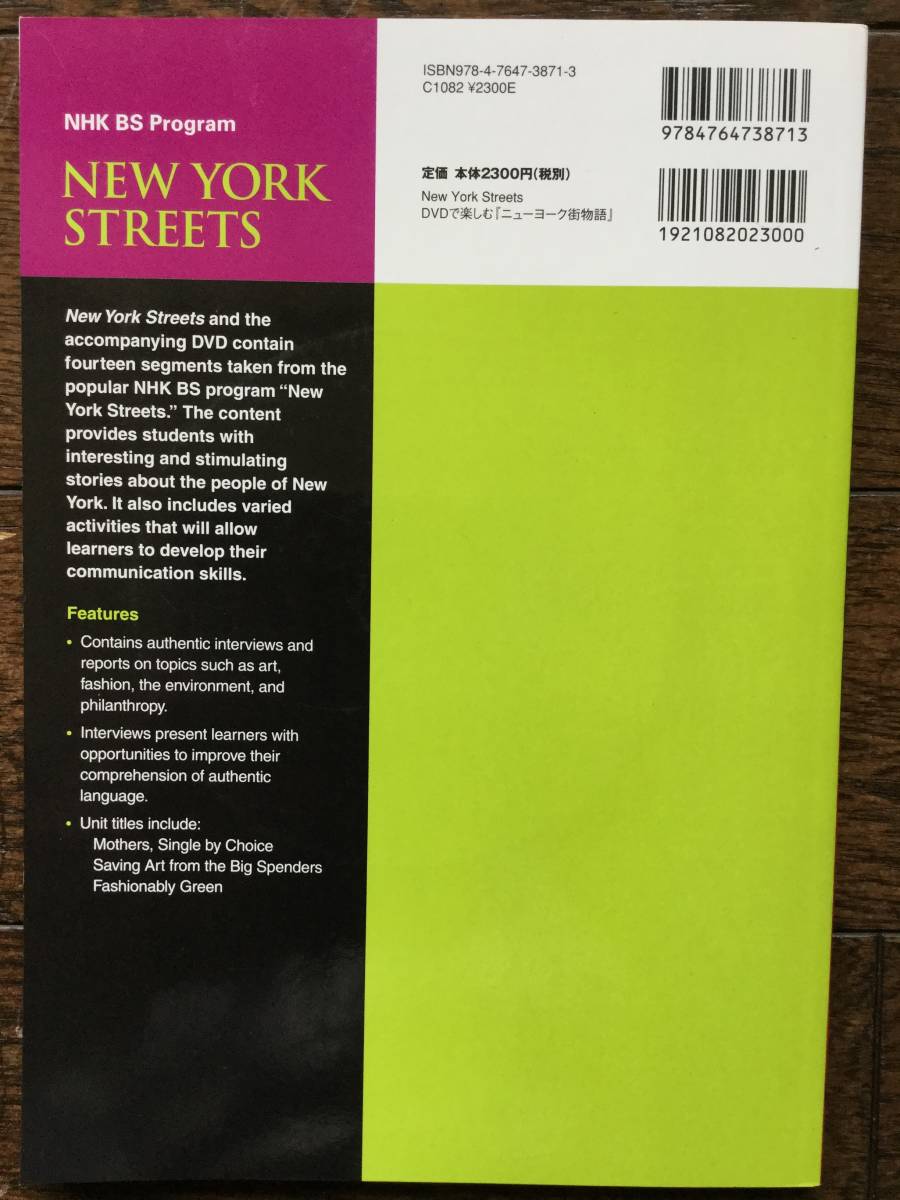 NHK BS Program
NEW YORK
STREETS
ISBN978-4-7647-3871-3
C1082 ¥2300E
9784764738713
定価 本体2300円(税別)
New York Streets
DVDで楽しむ『ニューヨーク街物語』
1921082023000
New York Streets and the
accompanying DVD contain
fourteen segments taken from the
popular NHK BS program “New
York Streets.” The content
provides students with
interesting and stimulating
stories about the people of New
York. It also includes varied
activities that will allow
learners to develop their
communication skills.
Features
• Contains authentic interviews and
reports on topics such as art,
fashion, the environment, and
philanthropy.
• Interviews present learners with
opportunities to improve their
comprehension of authentic
language.
• Unit titles include:
Mothers, Single by Choice
Saving Art from the Big Spenders
Fashionably Green